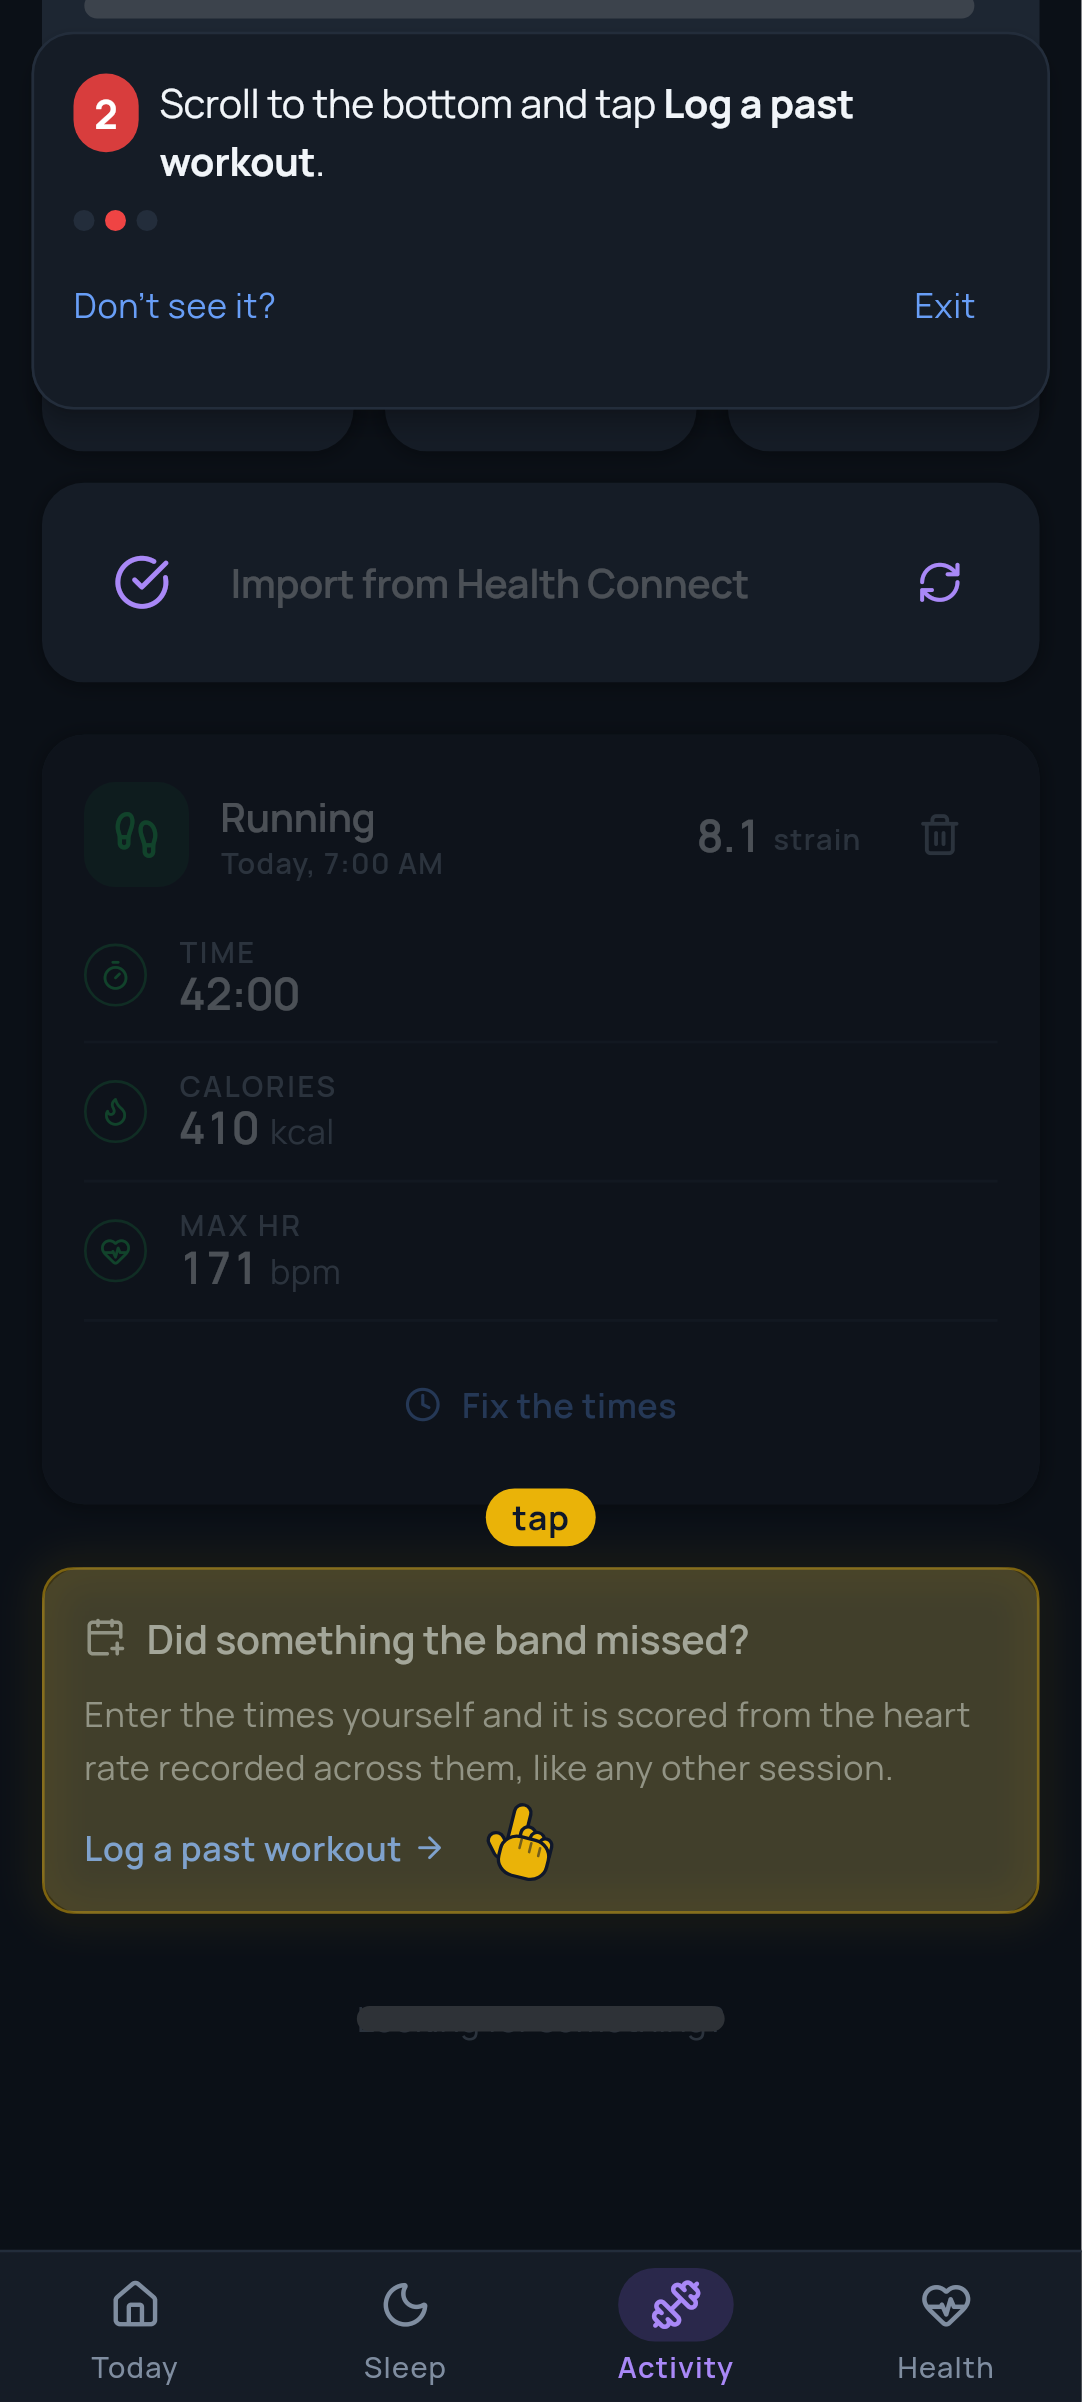 2
Scroll to the bottom and tap Log a past
workout.
Don't see it?
Exit
Import from Health Connect
Running
Today, 7:00 AM
8.1 strain
TIME
42:00
CALORIES
410 kcal
MAX HR
171 bpm
Fix the times
tap
Did something the band missed?
Enter the times yourself and it is scored from the heart
rate recorded across them, like any other session.
Log a past workout →
Today
Sleep
Activity
Health